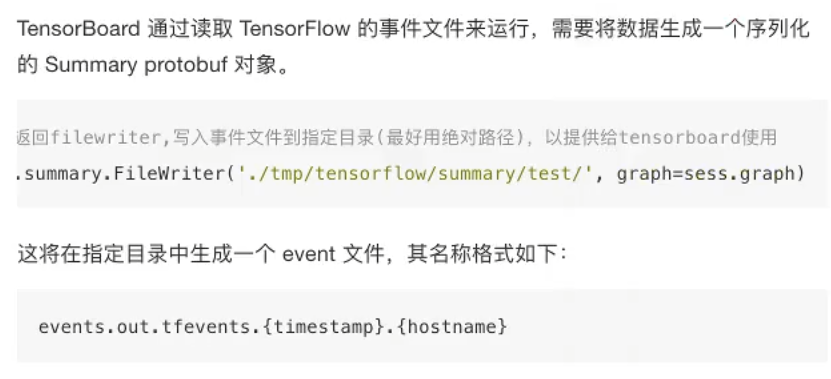 TensorBoard 通过读取 TensorFlow 的事件文件来运行，需要将数据生成一个序列化
的 Summary protobuf 对象。
返回filewriter,写入事件文件到指定目录(最好用绝对路径)，以提供给tensorboard使用
.summary.FileWriter('./tmp/tensorflow/summary/test/', graph=sess.graph)
这将在指定目录中生成一个 event 文件，其名称格式如下：
events.out.tfevents.{timestamp}.{hostname}